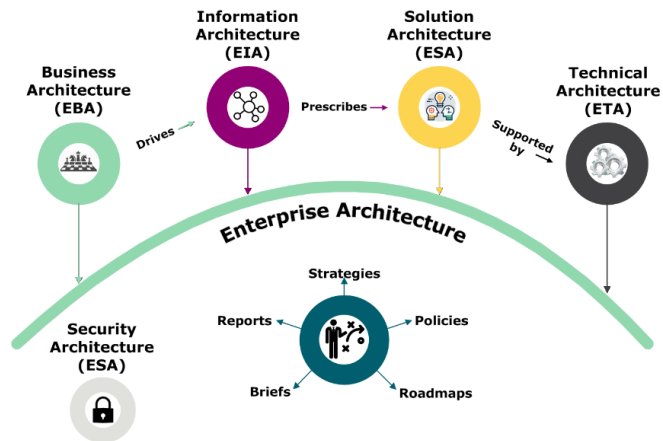 Information
Architecture
(EIA)
Solution
Architecture
(ESA)
Business
Architecture
(EBA)
Technical
Architecture
(ETA)
Drives
Prescribes
Supported
by
Enterprise Architecture
Strategies
Reports
Policies
Security
Architecture
(ESA)
Briefs
Roadmaps